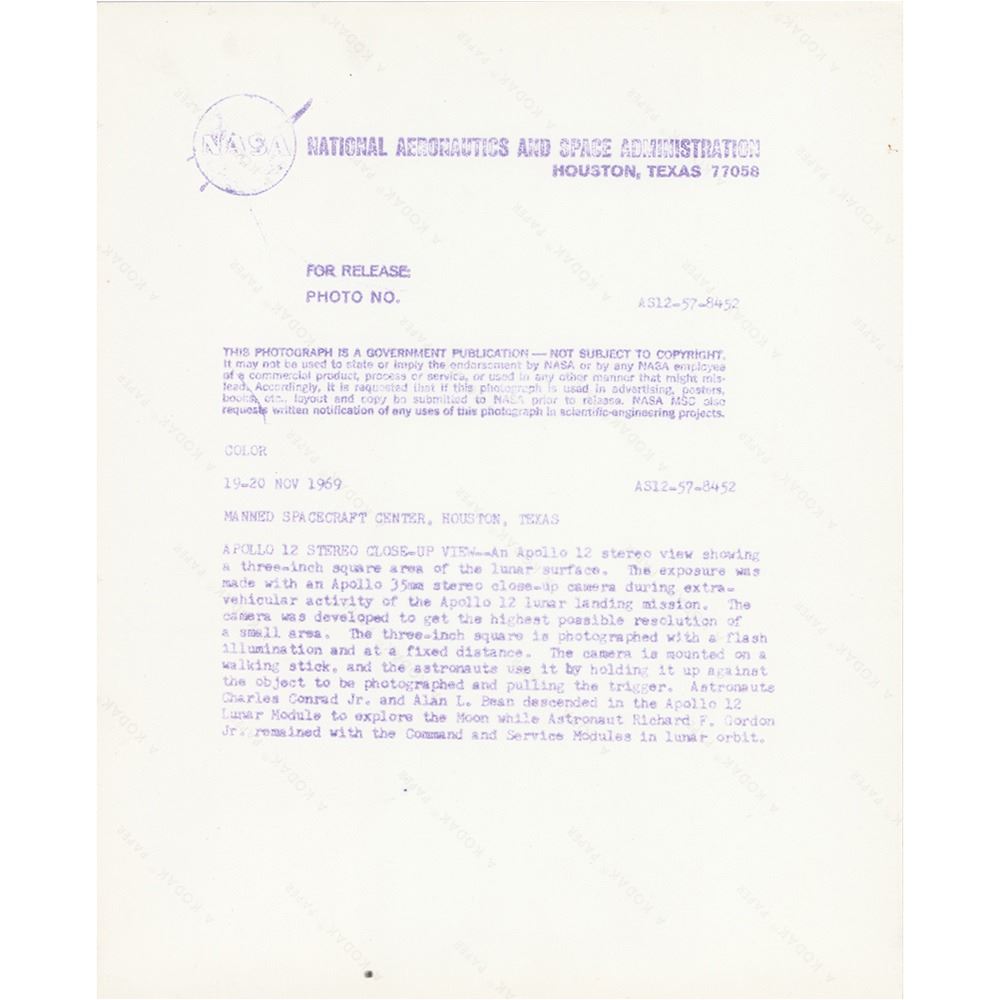 NASA
NATIONAL AERONAUTICS AND SPACE ADMINISTRATION
HOUSTON, TEXAS 77058
FOR RELEASE:
PHOTO NO. AS12-57-8452
THIS PHOTOGRAPH IS A GOVERNMENT PUBLICATION — NOT SUBJECT TO COPYRIGHT.
It may not be used to state or imply the endorsement by NASA or by any NASA employee
of a commercial product, process or service, or used in any other manner that might mis-
lead. Accordingly, it is requested that if this photograph is used in advertising, posters,
books, etc., layout and copy be submitted to NASA prior to release. NASA MSC also
requests written notification of any uses of this photograph in scientific-engineering projects.
COLOR
19-20 NOV 1969 AS12-57-8452
MANNED SPACECRAFT CENTER, HOUSTON, TEXAS
APOLLO 12 STEREO CLOSE-UP VIEW--An Apollo 12 stereo view showing
a three-inch square area of the lunar surface. The exposure was
made with an Apollo 35mm stereo close-up camera during extra-
vehicular activity of the Apollo 12 lunar landing mission. The
camera was developed to get the highest possible resolution of
a small area. The three-inch square is photographed with a flash
illumination and at a fixed distance. The camera is mounted on a
walking stick, and the astronauts use it by holding it up against
the object to be photographed and pulling the trigger. Astronauts
Charles Conrad Jr. and Alan L. Bean descended in the Apollo 12
Lunar Module to explore the Moon while Astronaut Richard F. Gordon
Jr. remained with the Command and Service Modules in lunar orbit.
A KODAK PAPER